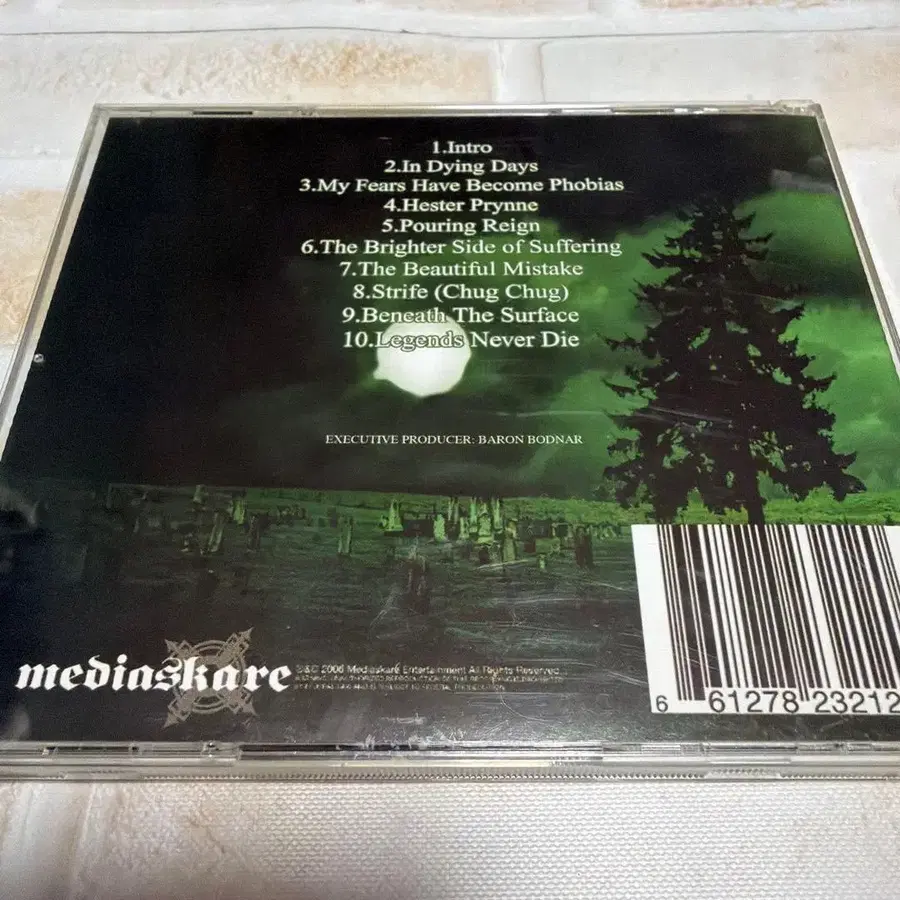 1.Intro
2.In Dying Days
3.My Fears Have Become Phobias
4.Hester Prynne
5.Pouring Reign
6.The Brighter Side of Suffering
7.The Beautiful Mistake
8.Strife (Chug Chug)
9.Beneath The Surface
10.Legends Never Die
EXECUTIVE PRODUCER: BARON BODNAR
mediaskare
2006 Mediaskare Entertainment All Rights Reserved
6 61278 23212